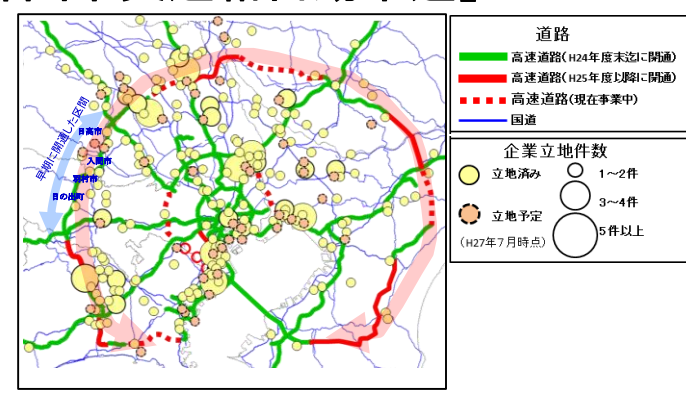 早期に開通した区間
日高市
入間市
羽村市
日の出町
道路
高速道路(H24年度末迄に開通)
高速道路(H25年度以降に開通)
高速道路(現在事業中)
国道
企業立地件数
立地済み
1～2件
3～4件
立地予定
5件以上
(H27年7月時点)